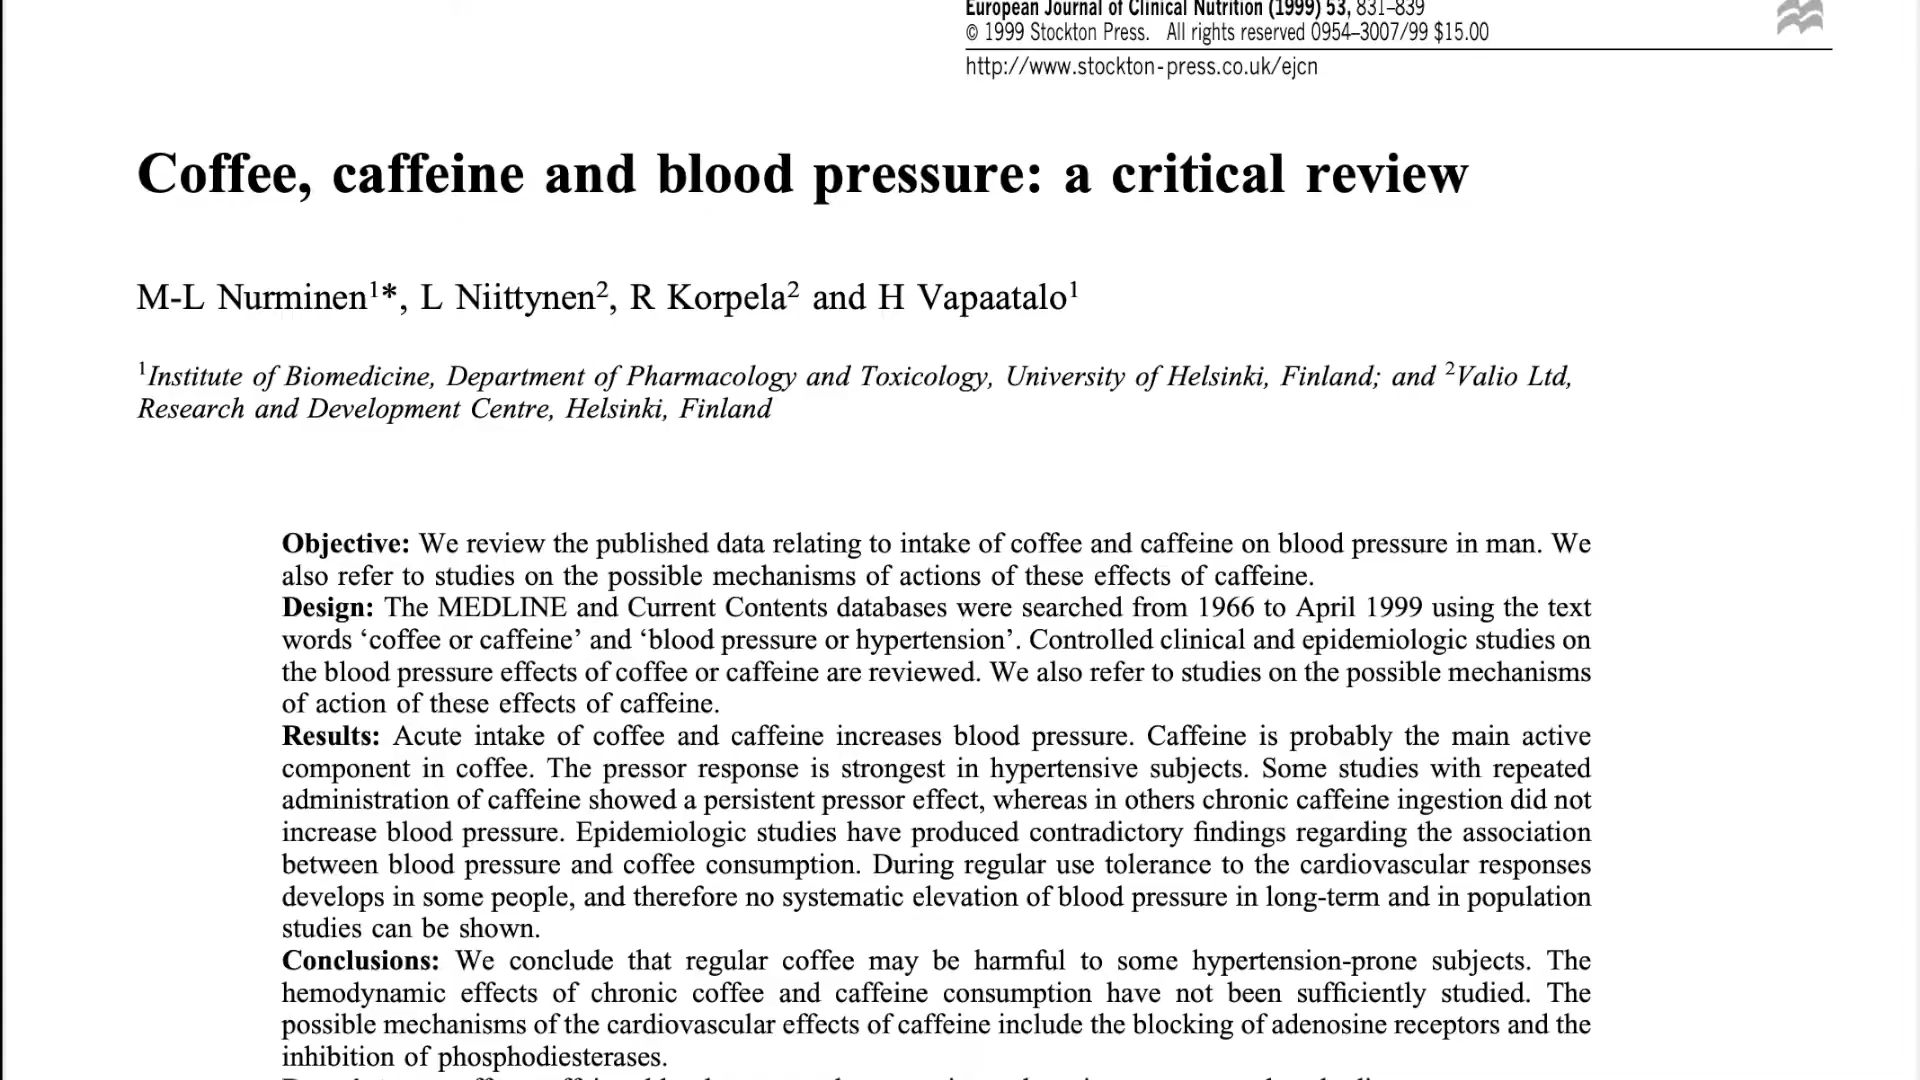 European Journal of Clinical Nutrition (1999) 53, 831–839
© 1999 Stockton Press. All rights reserved 0954–3007/99 $15.00
http://www.stockton-press.co.uk/ejcn
Coffee, caffeine and blood pressure: a critical review
M-L Nurminen¹*, L Niittynen², R Korpela² and H Vapaatalo¹
¹Institute of Biomedicine, Department of Pharmacology and Toxicology, University of Helsinki, Finland; and ²Valio Ltd,
Research and Development Centre, Helsinki, Finland
Objective: We review the published data relating to intake of coffee and caffeine on blood pressure in man. We
also refer to studies on the possible mechanisms of actions of these effects of caffeine.
Design: The MEDLINE and Current Contents databases were searched from 1966 to April 1999 using the text
words ‘coffee or caffeine’ and ‘blood pressure or hypertension’. Controlled clinical and epidemiologic studies on
the blood pressure effects of coffee or caffeine are reviewed. We also refer to studies on the possible mechanisms
of action of these effects of caffeine.
Results: Acute intake of coffee and caffeine increases blood pressure. Caffeine is probably the main active
component in coffee. The pressor response is strongest in hypertensive subjects. Some studies with repeated
administration of caffeine showed a persistent pressor effect, whereas in others chronic caffeine ingestion did not
increase blood pressure. Epidemiologic studies have produced contradictory findings regarding the association
between blood pressure and coffee consumption. During regular use tolerance to the cardiovascular responses
develops in some people, and therefore no systematic elevation of blood pressure in long-term and in population
studies can be shown.
Conclusions: We conclude that regular coffee may be harmful to some hypertension-prone subjects. The
hemodynamic effects of chronic coffee and caffeine consumption have not been sufficiently studied. The
possible mechanisms of the cardiovascular effects of caffeine include the blocking of adenosine receptors and the
inhibition of phosphodiesterases.